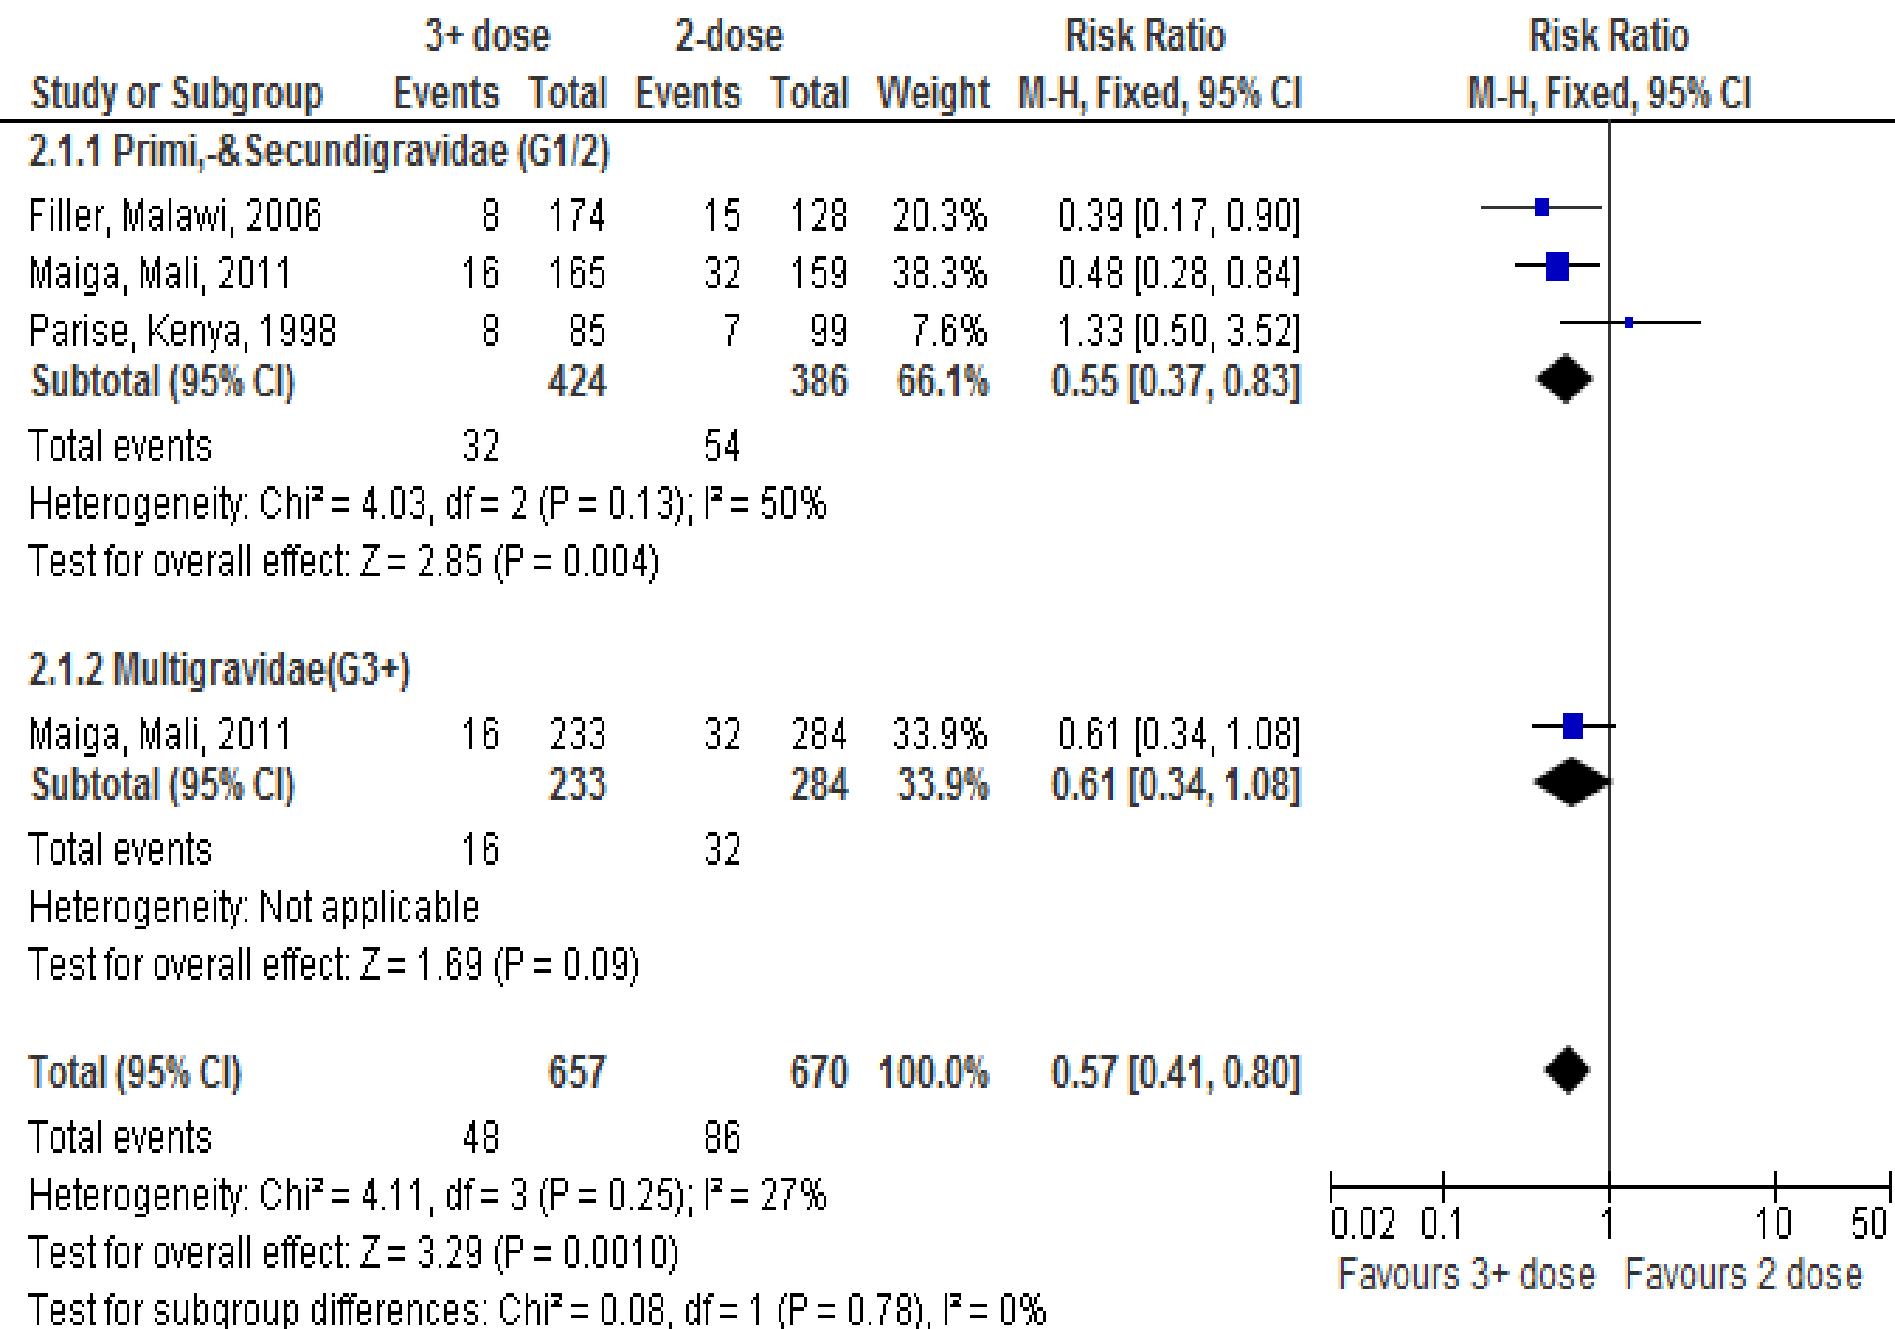 3+ dose 2-dose Risk Ratio Risk Ratio
Study or Subgroup Events Total Events Total Weight M-H, Fixed, 95% CI M-H, Fixed, 95% CI
2.1.1 Primi,-&Secundigravidae (G1/2)
Filler, Malawi, 2006 8 174 15 128 20.3% 0.39 [0.17, 0.90]
Maiga, Mali, 2011 16 165 32 159 38.3% 0.48 [0.28, 0.84]
Parise, Kenya, 1998 8 85 7 99 7.6% 1.33 [0.50, 3.52]
Subtotal (95% CI) 424 386 66.1% 0.55 [0.37, 0.83]
Total events 32 54
Heterogeneity: Chi² = 4.03, df = 2 (P = 0.13); I² = 50%
Test for overall effect: Z = 2.85 (P = 0.004)
2.1.2 Multigravidae(G3+)
Maiga, Mali, 2011 16 233 32 284 33.9% 0.61 [0.34, 1.08]
Subtotal (95% CI) 233 284 33.9% 0.61 [0.34, 1.08]
Total events 16 32
Heterogeneity: Not applicable
Test for overall effect: Z = 1.69 (P = 0.09)
Total (95% CI) 657 670 100.0% 0.57 [0.41, 0.80]
Total events 48 86
Heterogeneity: Chi² = 4.11, df = 3 (P = 0.25); I² = 27%
Test for overall effect: Z = 3.29 (P = 0.0010)
Test for subgroup differences: Chi² = 0.08, df = 1 (P = 0.78), I² = 0%
0.02 0.1 1 10 50
Favours 3+ dose Favours 2 dose